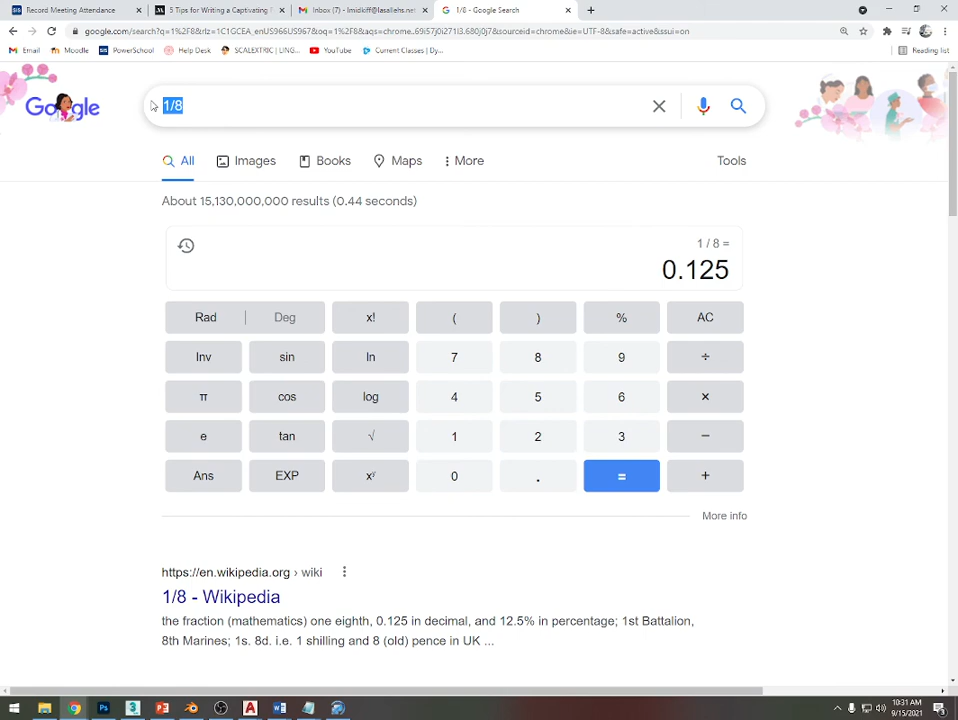 Record Meeting Attendance
5 Tips for Writing a Captivating
Inbox (7) - lmidkiff@lasallehs.net
1/8 - Google Search
google.com/search?q=1%2F8&rlz=1C1GCEA_enUS966US967&oq=1%2F8&aqs=chrome..69i57j0i271l3.680j0j7&sourceid=chrome&ie=UTF-8&safe=active&ssui=on
Email
Moodle
PowerSchool
Help Desk
SCALEXTRIC | LING...
YouTube
Current Classes | Dy...
Reading list
Google
1/8
All
Images
Books
Maps
More
Tools
About 15,130,000,000 results (0.44 seconds)
1 / 8 =
0.125
Rad | Deg x! ( ) % AC
Inv sin ln 7 8 9 ÷
π cos log 4 5 6 ×
e tan √ 1 2 3 −
Ans EXP xʸ 0 . = +
More info
https://en.wikipedia.org › wiki
1/8 - Wikipedia
the fraction (mathematics) one eighth, 0.125 in decimal, and 12.5% in percentage; 1st Battalion,
8th Marines; 1s. 8d. i.e. 1 shilling and 8 (old) pence in UK ...
10:31 AM
9/15/2021